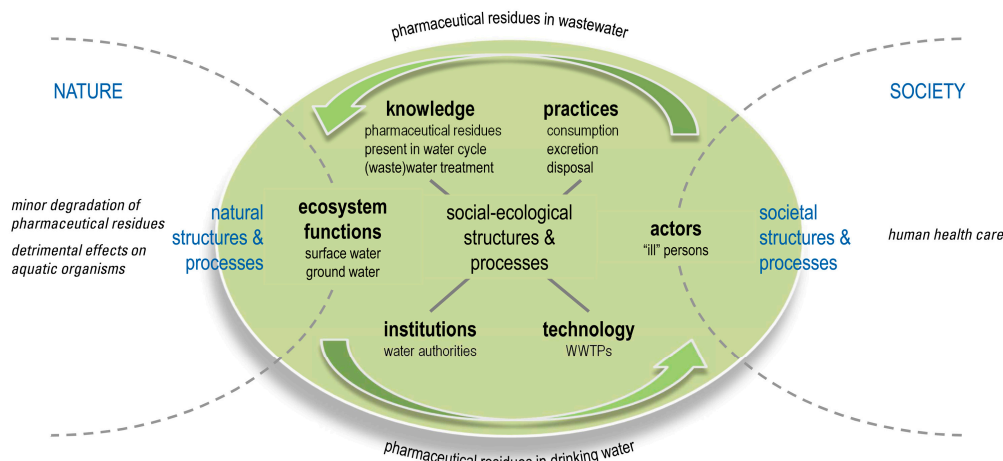 pharmaceutical residues in wastewater
NATURE
SOCIETY
knowledge
pharmaceutical residues
present in water cycle
(waste)water treatment
practices
consumption
excretion
disposal
minor degradation of
pharmaceutical residues
detrimental effects on
aquatic organisms
natural
structures &
processes
ecosystem
functions
surface water
ground water
social-ecological
structures &
processes
actors
“ill” persons
societal
structures &
processes
human health care
institutions
water authorities
technology
WWTPs
pharmaceutical residues in drinking water